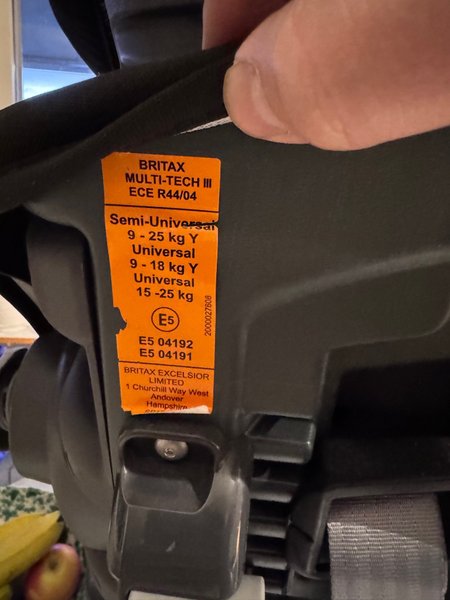 BRITAX
MULTI-TECH III
ECE R44/04
Semi-Universal
9 - 25 kg Y
Universal
9 - 18 kg Y
Universal
15 -25 kg
E5
2000027808
E5 04192
E5 04191
BRITAX EXCELSIOR
LIMITED
1 Churchill Way West
Andover
Hampshire